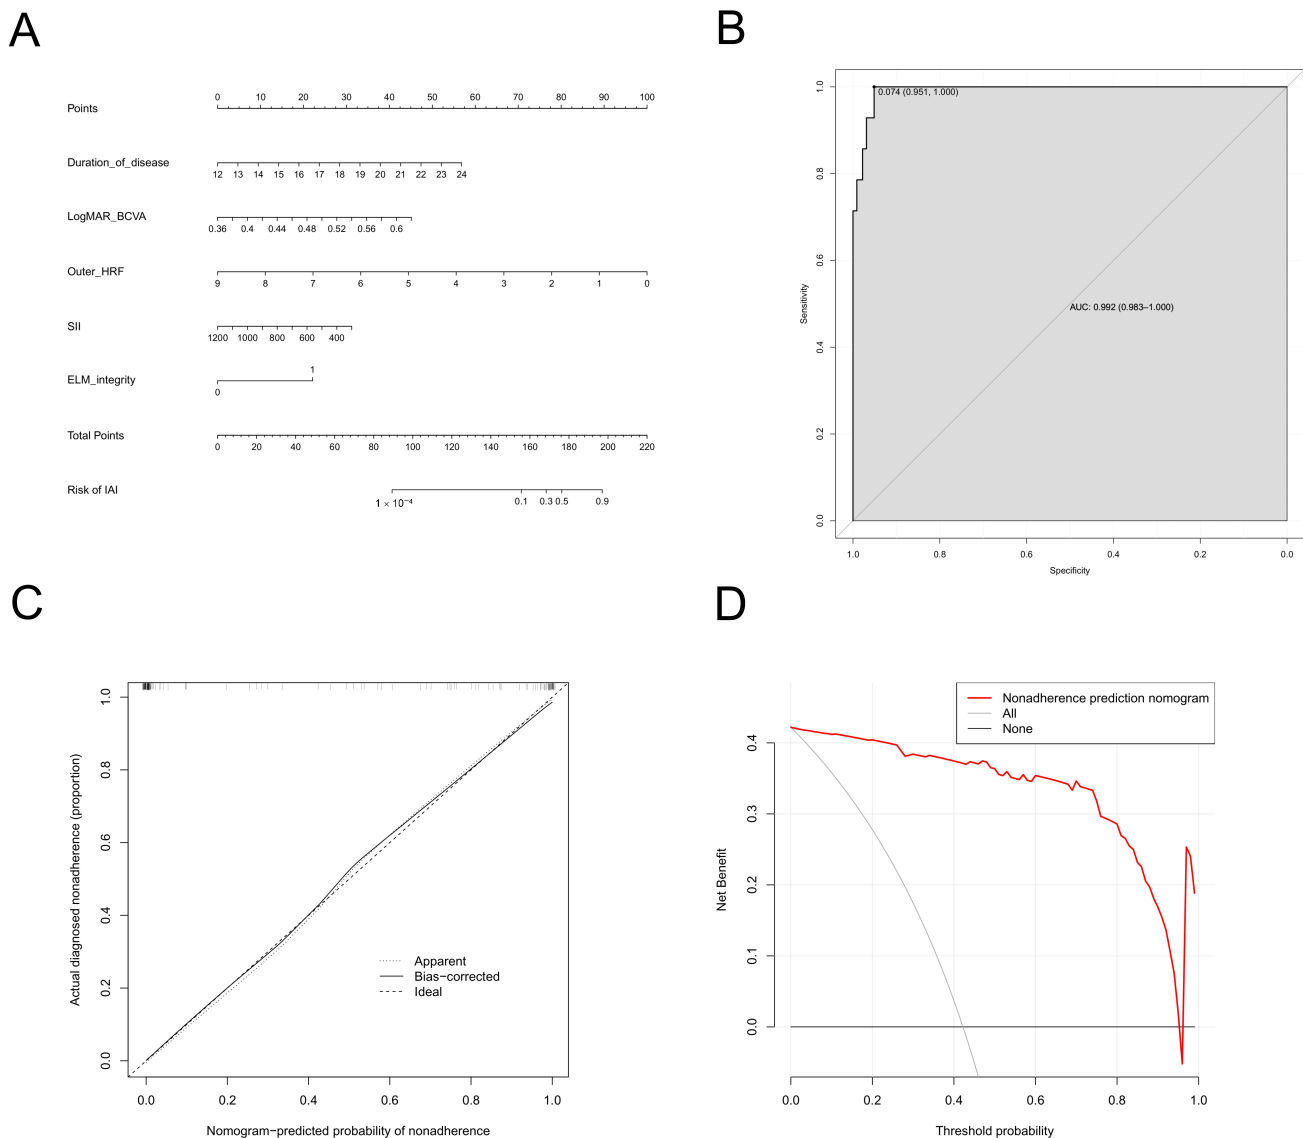 A
Points
0 10 20 30 40 50 60 70 80 90 100
Duration_of_disease
12 13 14 15 16 17 18 19 20 21 22 23 24
LogMAR_BCVA
0.36 0.4 0.44 0.48 0.52 0.56 0.6
Outer_HRF
9 8 7 6 5 4 3 2 1 0
SII
1200 1000 800 600 400
ELM_integrity
1
0
Total Points
0 20 40 60 80 100 120 140 160 180 200 220
Risk of IAI
1 × 10⁻⁴ 0.1 0.3 0.5 0.9
B
Sensitivity
1.0
0.8
0.6
0.4
0.2
0.0
0.074 (0.951, 1.000)
AUC: 0.992 (0.983–1.000)
1.0 0.8 0.6 0.4 0.2 0.0
Specificity
C
Actual diagnosed nonadherence (proportion)
1.0
0.8
0.6
0.4
0.2
0.0
Apparent
Bias−corrected
Ideal
0.0 0.2 0.4 0.6 0.8 1.0
Nomogram−predicted probability of nonadherence
D
Net Benefit
0.4
0.3
0.2
0.1
0.0
Nonadherence prediction nomogram
All
None
0.0 0.2 0.4 0.6 0.8 1.0
Threshold probability